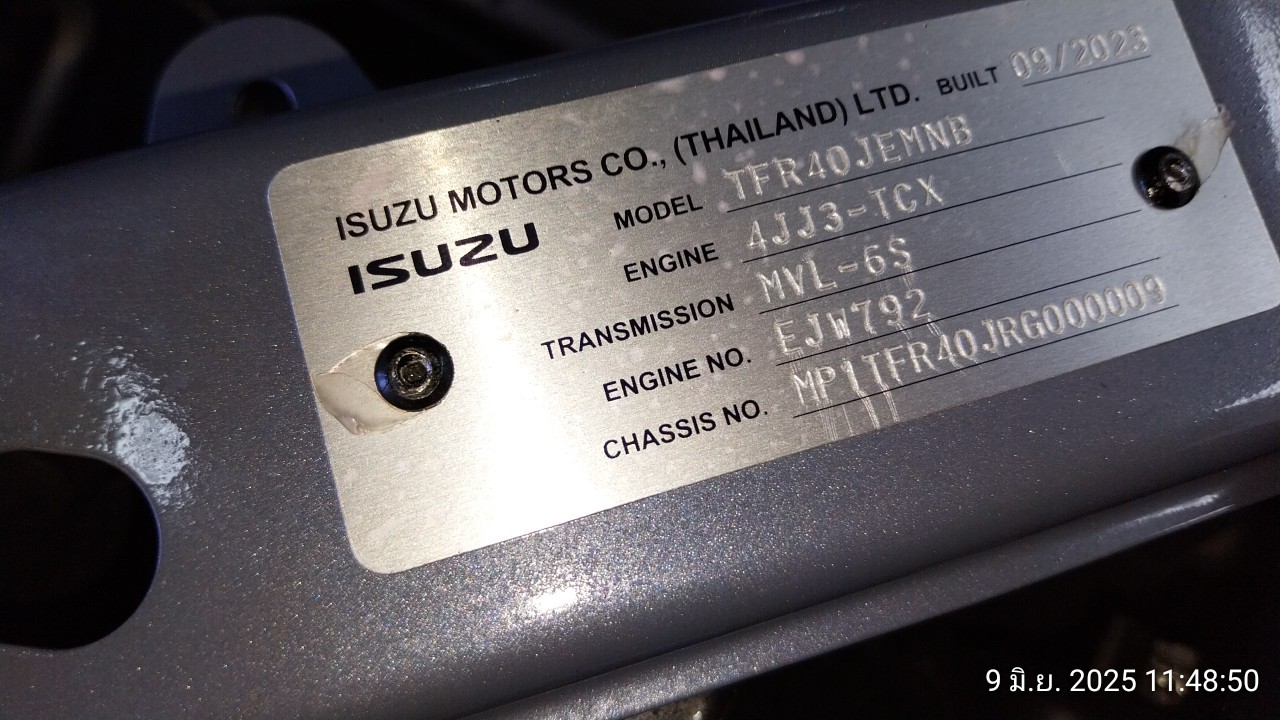 ISUZU MOTORS CO., (THAILAND) LTD. BUILT 09/2023
ISUZU
MODEL TFR40JEMNB
ENGINE 4JJ3-TCX
TRANSMISSION MVL-6S
ENGINE NO. EJW792
CHASSIS NO. MP1TFR40JRG000009
9 มิ.ย. 2025 11:48:50